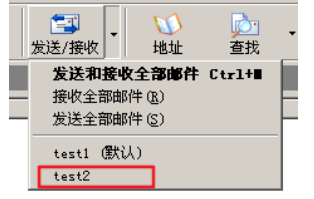 发送/接收 地址 查找
发送和接收全部邮件 Ctrl+M
接收全部邮件(R)
发送全部邮件(S)
test1 (默认)
test2